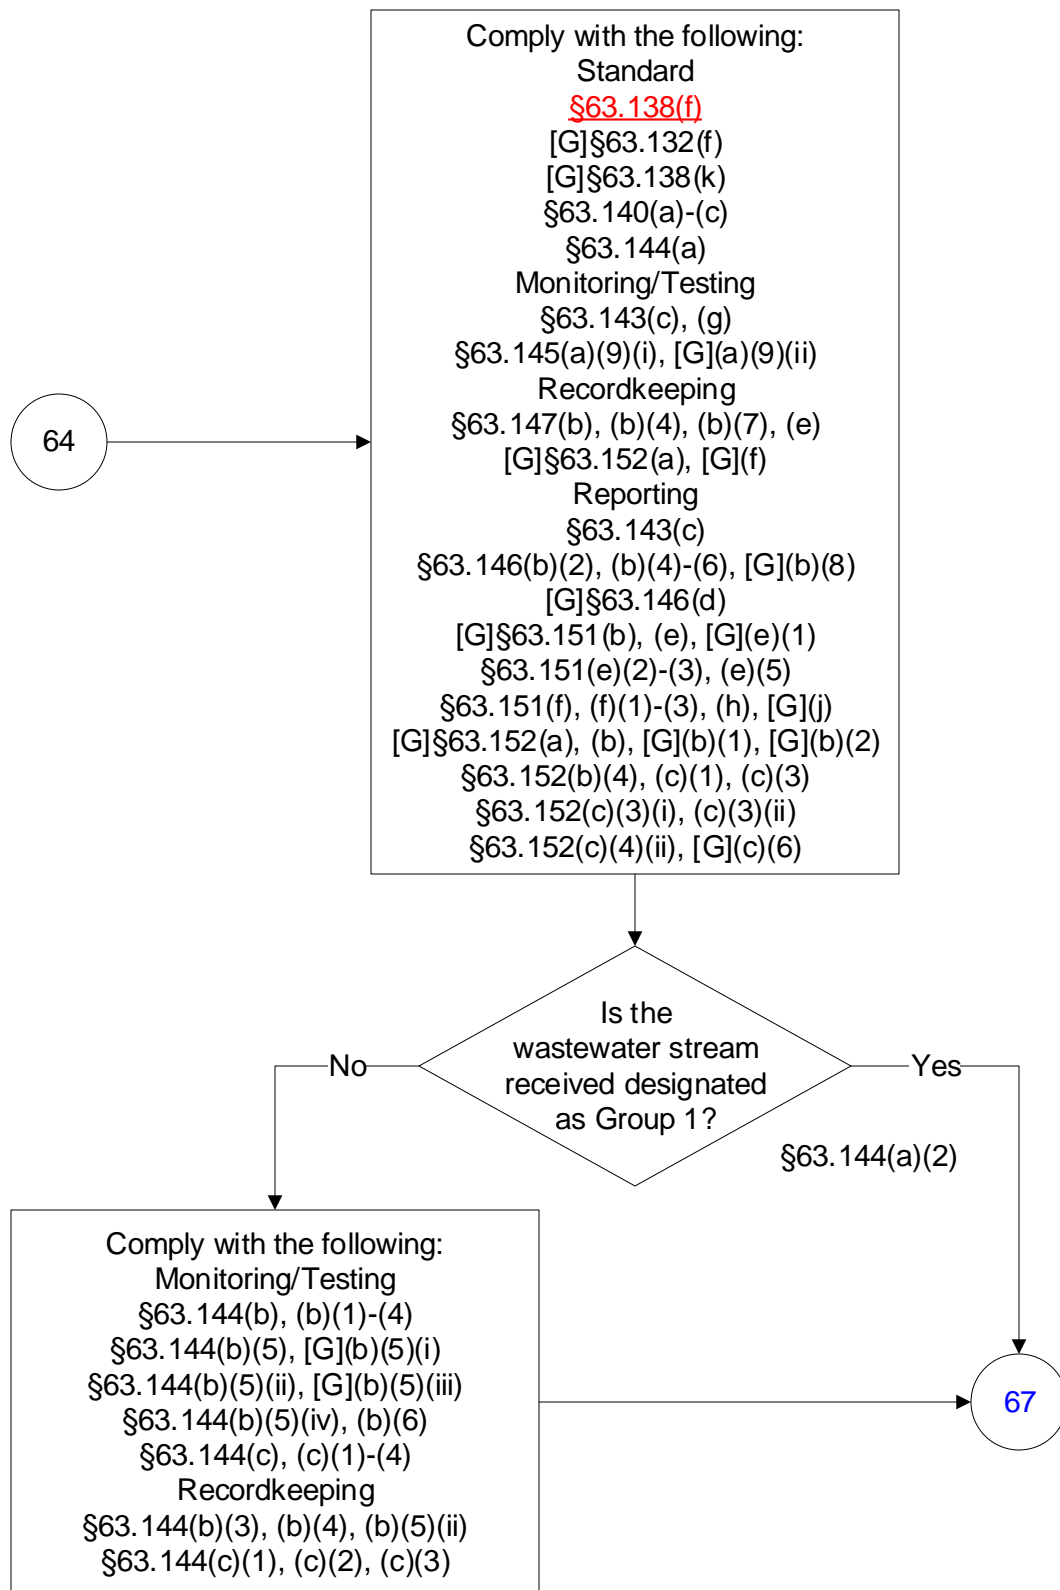 Comply with the following:
Standard
§63.138(f)
[G]§63.132(f)
[G]§63.138(k)
§63.140(a)-(c)
§63.144(a)
Monitoring/Testing
§63.143(c), (g)
§63.145(a)(9)(i), [G](a)(9)(ii)
Recordkeeping
§63.147(b), (b)(4), (b)(7), (e)
[G]§63.152(a), [G](f)
Reporting
§63.143(c)
§63.146(b)(2), (b)(4)-(6), [G](b)(8)
[G]§63.146(d)
[G]§63.151(b), (e), [G](e)(1)
§63.151(e)(2)-(3), (e)(5)
§63.151(f), (f)(1)-(3), (h), [G](j)
[G]§63.152(a), (b), [G](b)(1), [G](b)(2)
§63.152(b)(4), (c)(1), (c)(3)
§63.152(c)(3)(i), (c)(3)(ii)
§63.152(c)(4)(ii), [G](c)(6)
64
Is the
wastewater stream
received designated
as Group 1?
No
Yes
§63.144(a)(2)
Comply with the following:
Monitoring/Testing
§63.144(b), (b)(1)-(4)
§63.144(b)(5), [G](b)(5)(i)
§63.144(b)(5)(ii), [G](b)(5)(iii)
§63.144(b)(5)(iv), (b)(6)
§63.144(c), (c)(1)-(4)
Recordkeeping
§63.144(b)(3), (b)(4), (b)(5)(ii)
§63.144(c)(1), (c)(2), (c)(3)
67